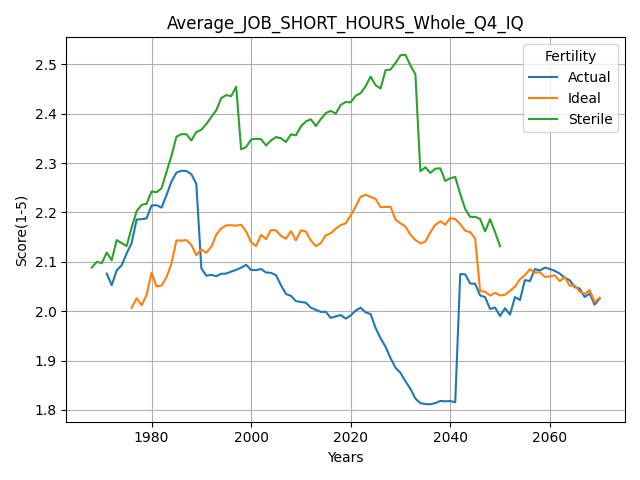 Average_JOB_SHORT_HOURS_Whole_Q4_IQ
Fertility
Actual
Ideal
Sterile
Score(1-5)
2.5
2.4
2.3
2.2
2.1
2.0
1.9
1.8
1980 2000 2020 2040 2060
Years